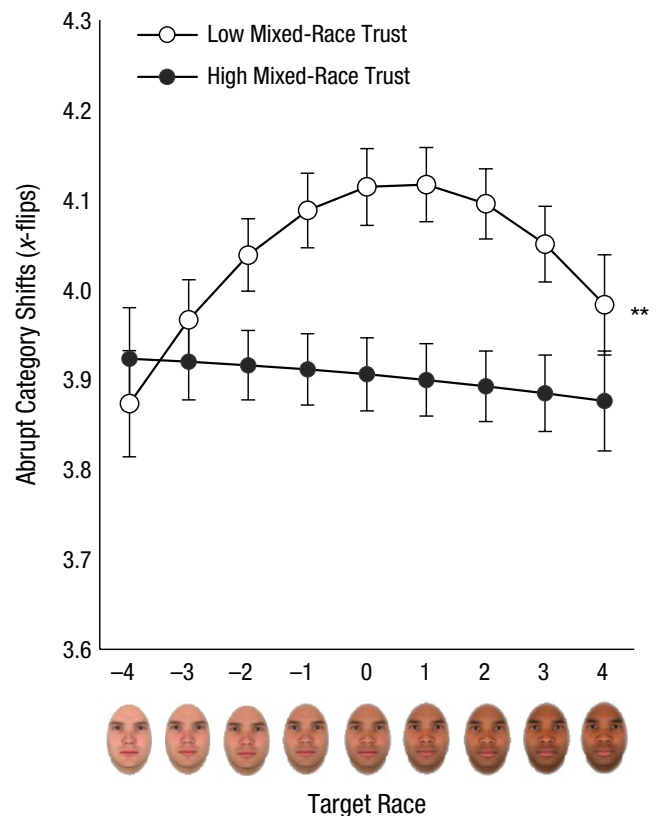 4.3
Low Mixed-Race Trust
High Mixed-Race Trust
4.2
4.1
4.0
**
3.9
3.8
3.7
3.6
Abrupt Category Shifts (x-flips)
–4 –3 –2 –1 0 1 2 3 4
Target Race